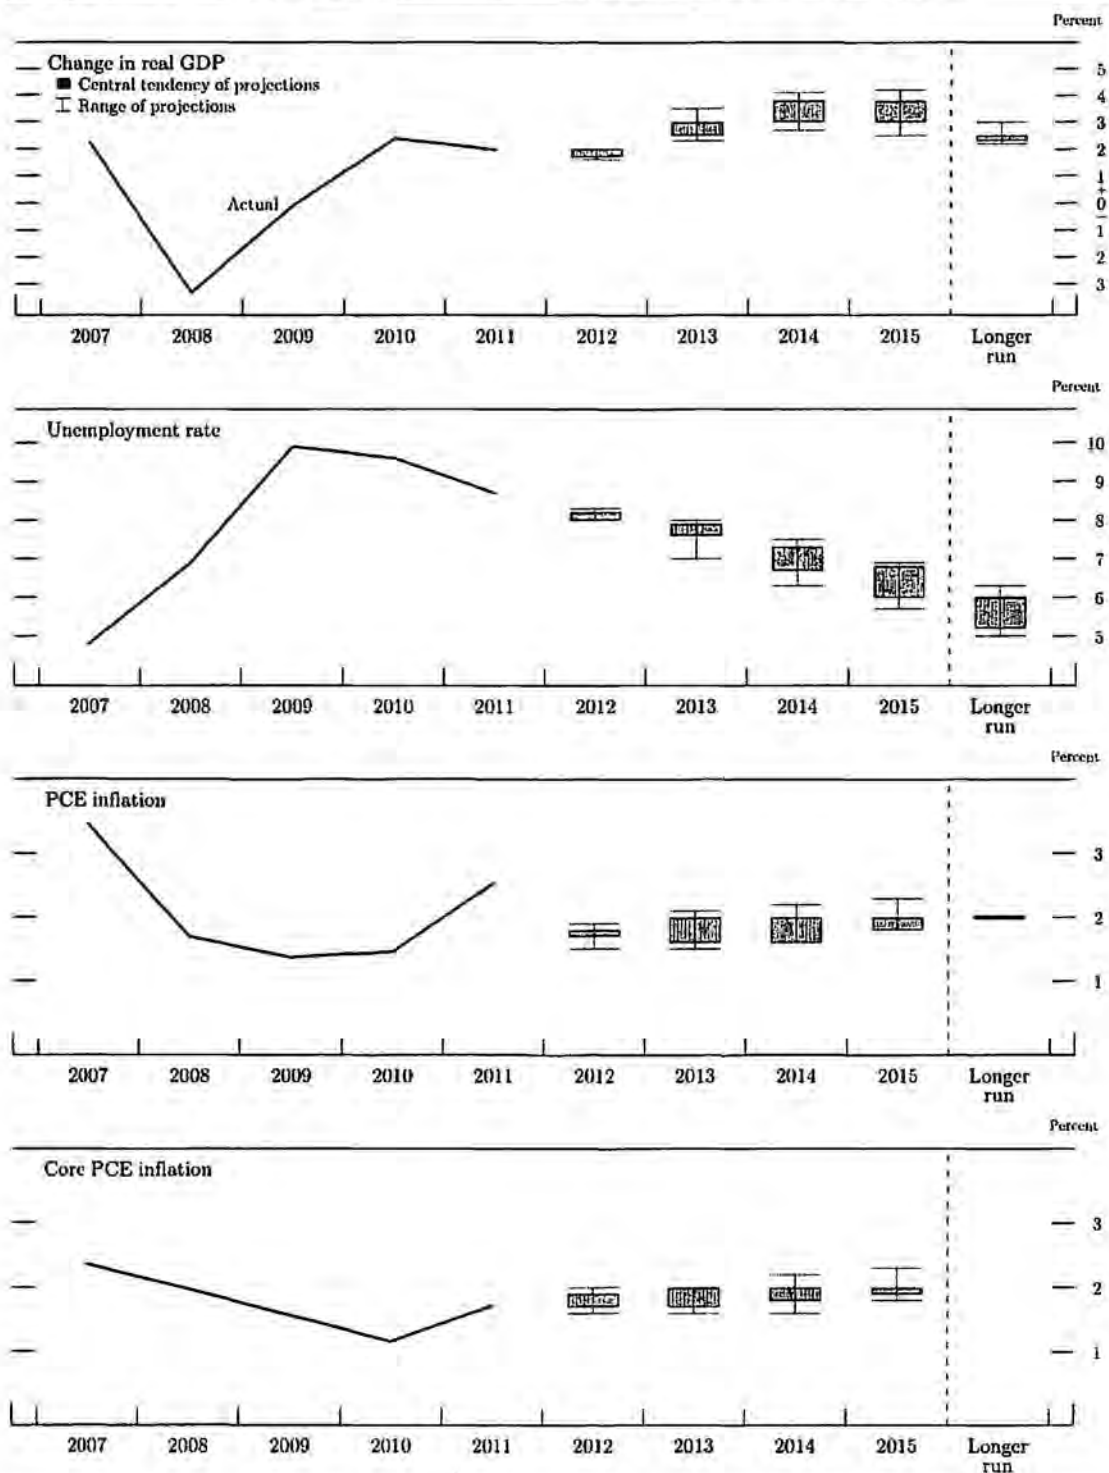 Percent
Change in real GDP
Central tendency of projections
Range of projections
Actual
5
4
3
2
1
+
0
-
1
2
3
2007 2008 2009 2010 2011 2012 2013 2014 2015 Longer run
Percent
Unemployment rate
10
9
8
7
6
5
2007 2008 2009 2010 2011 2012 2013 2014 2015 Longer run
Percent
PCE inflation
3
2
1
2007 2008 2009 2010 2011 2012 2013 2014 2015 Longer run
Percent
Core PCE inflation
3
2
1
2007 2008 2009 2010 2011 2012 2013 2014 2015 Longer run